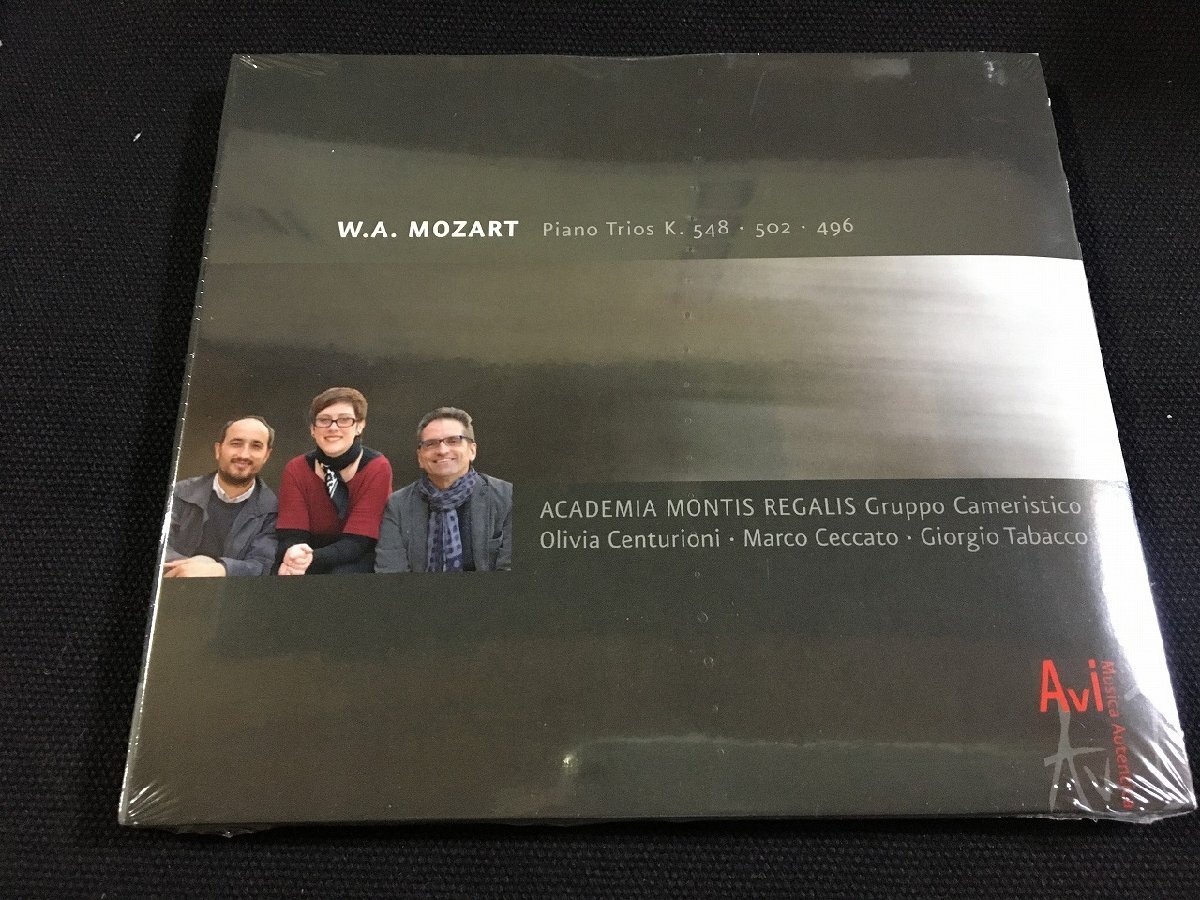 W.A. MOZART Piano Trios K. 548 · 502 · 496
ACADEMIA MONTIS REGALIS Gruppo Cameristico
Olivia Centurioni · Marco Ceccato · Giorgio Tabacco
Avi
Musica Autentica
Avi